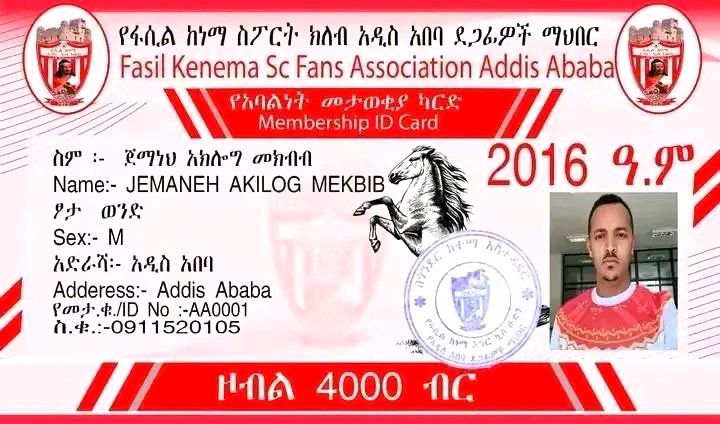 የፋሲል ከነማ ስፖርት ክለብ አዲስ አበባ ደጋፊዎች ማህበር
Fasil Kenema Sc Fans Association Addis Ababa
የአባልነት መታወቂያ ካርድ
Membership ID Card
2016 ዓ.ም
ስም ፡- ጀማነህ አክሎግ መክብብ
Name:- JEMANEH AKILOG MEKBIB
ፆታ ወንድ
Sex:- M
አድራሻ፡- አዲስ አበባ
Adderess:- Addis Ababa
የመታ.ቁ./ID No :-AA0001
ስ.ቁ.:-0911520105
ዞብል 4000 ብር